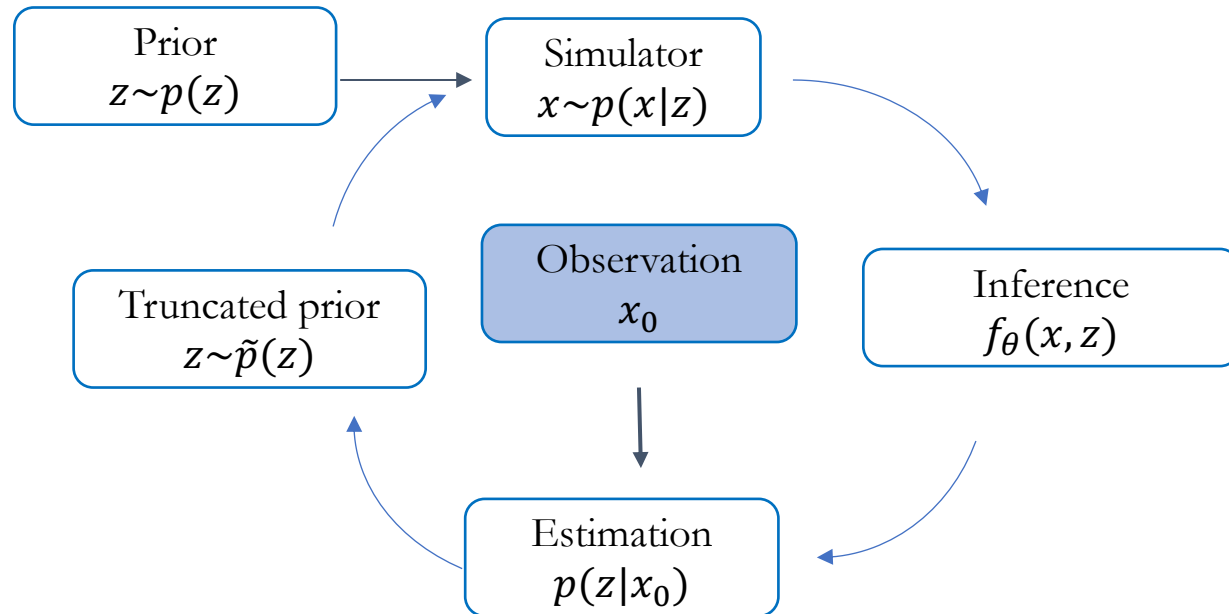 Prior
z~p(z)
Simulator
x~p(x|z)
Observation
x₀
Inference
f_θ(x, z)
Truncated prior
z~p̃(z)
Estimation
p(z|x₀)